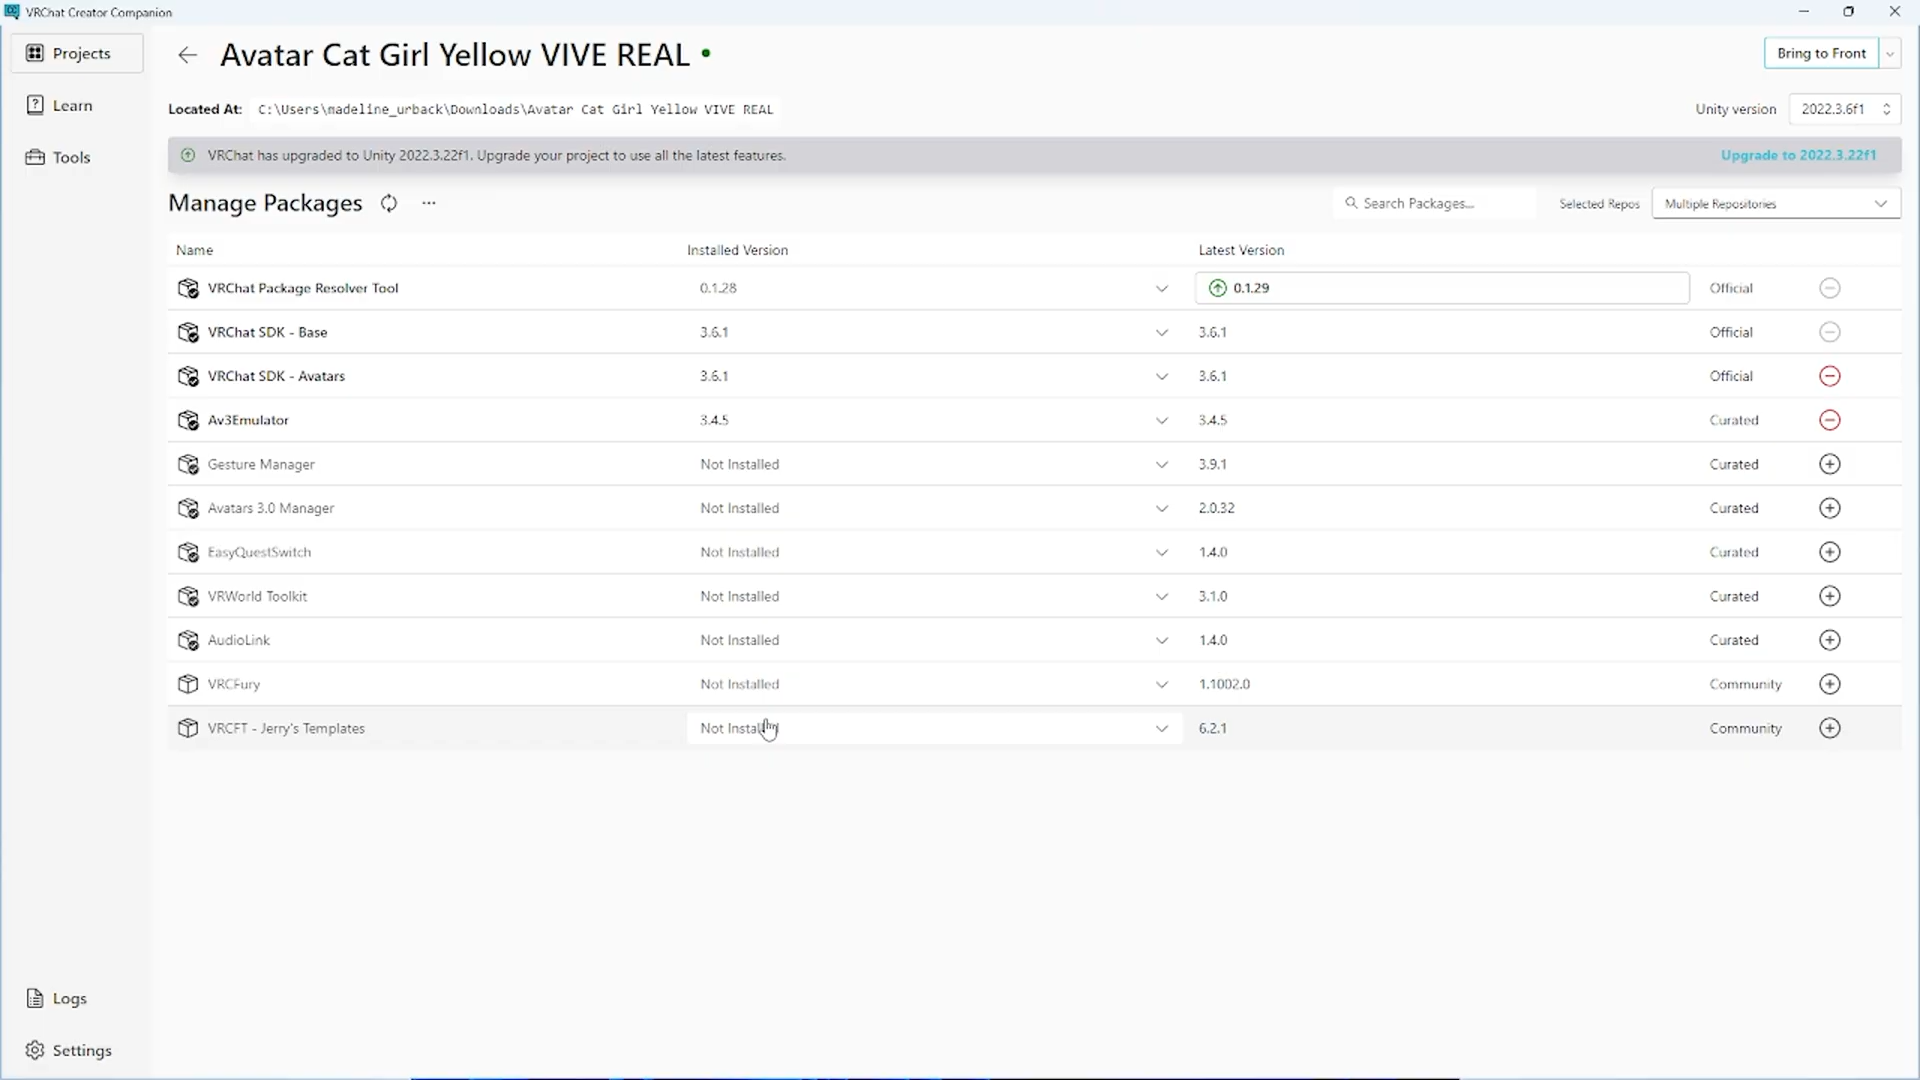 VRChat Creator Companion
Projects
Avatar Cat Girl Yellow VIVE REAL
Bring to Front
Learn
Located At: C:\Users\madeline_urback\Downloads\Avatar Cat Girl Yellow VIVE REAL
Unity version 2022.3.6f1
Tools
VRChat has upgraded to Unity 2022.3.22f1. Upgrade your project to use all the latest features.
Upgrade to 2022.3.22f1
Manage Packages
Search Packages...
Selected Repos
Multiple Repositories
Name Installed Version Latest Version
VRChat Package Resolver Tool 0.1.28 0.1.29 Official
VRChat SDK - Base 3.6.1 3.6.1 Official
VRChat SDK - Avatars 3.6.1 3.6.1 Official
Av3Emulator 3.4.5 3.4.5 Curated
Gesture Manager Not Installed 3.9.1 Curated
Avatars 3.0 Manager Not Installed 2.0.32 Curated
EasyQuestSwitch Not Installed 1.4.0 Curated
VRWorld Toolkit Not Installed 3.1.0 Curated
AudioLink Not Installed 1.4.0 Curated
VRCFury Not Installed 1.1002.0 Community
VRCFT - Jerry's Templates Not Installed 6.2.1 Community
Logs
Settings